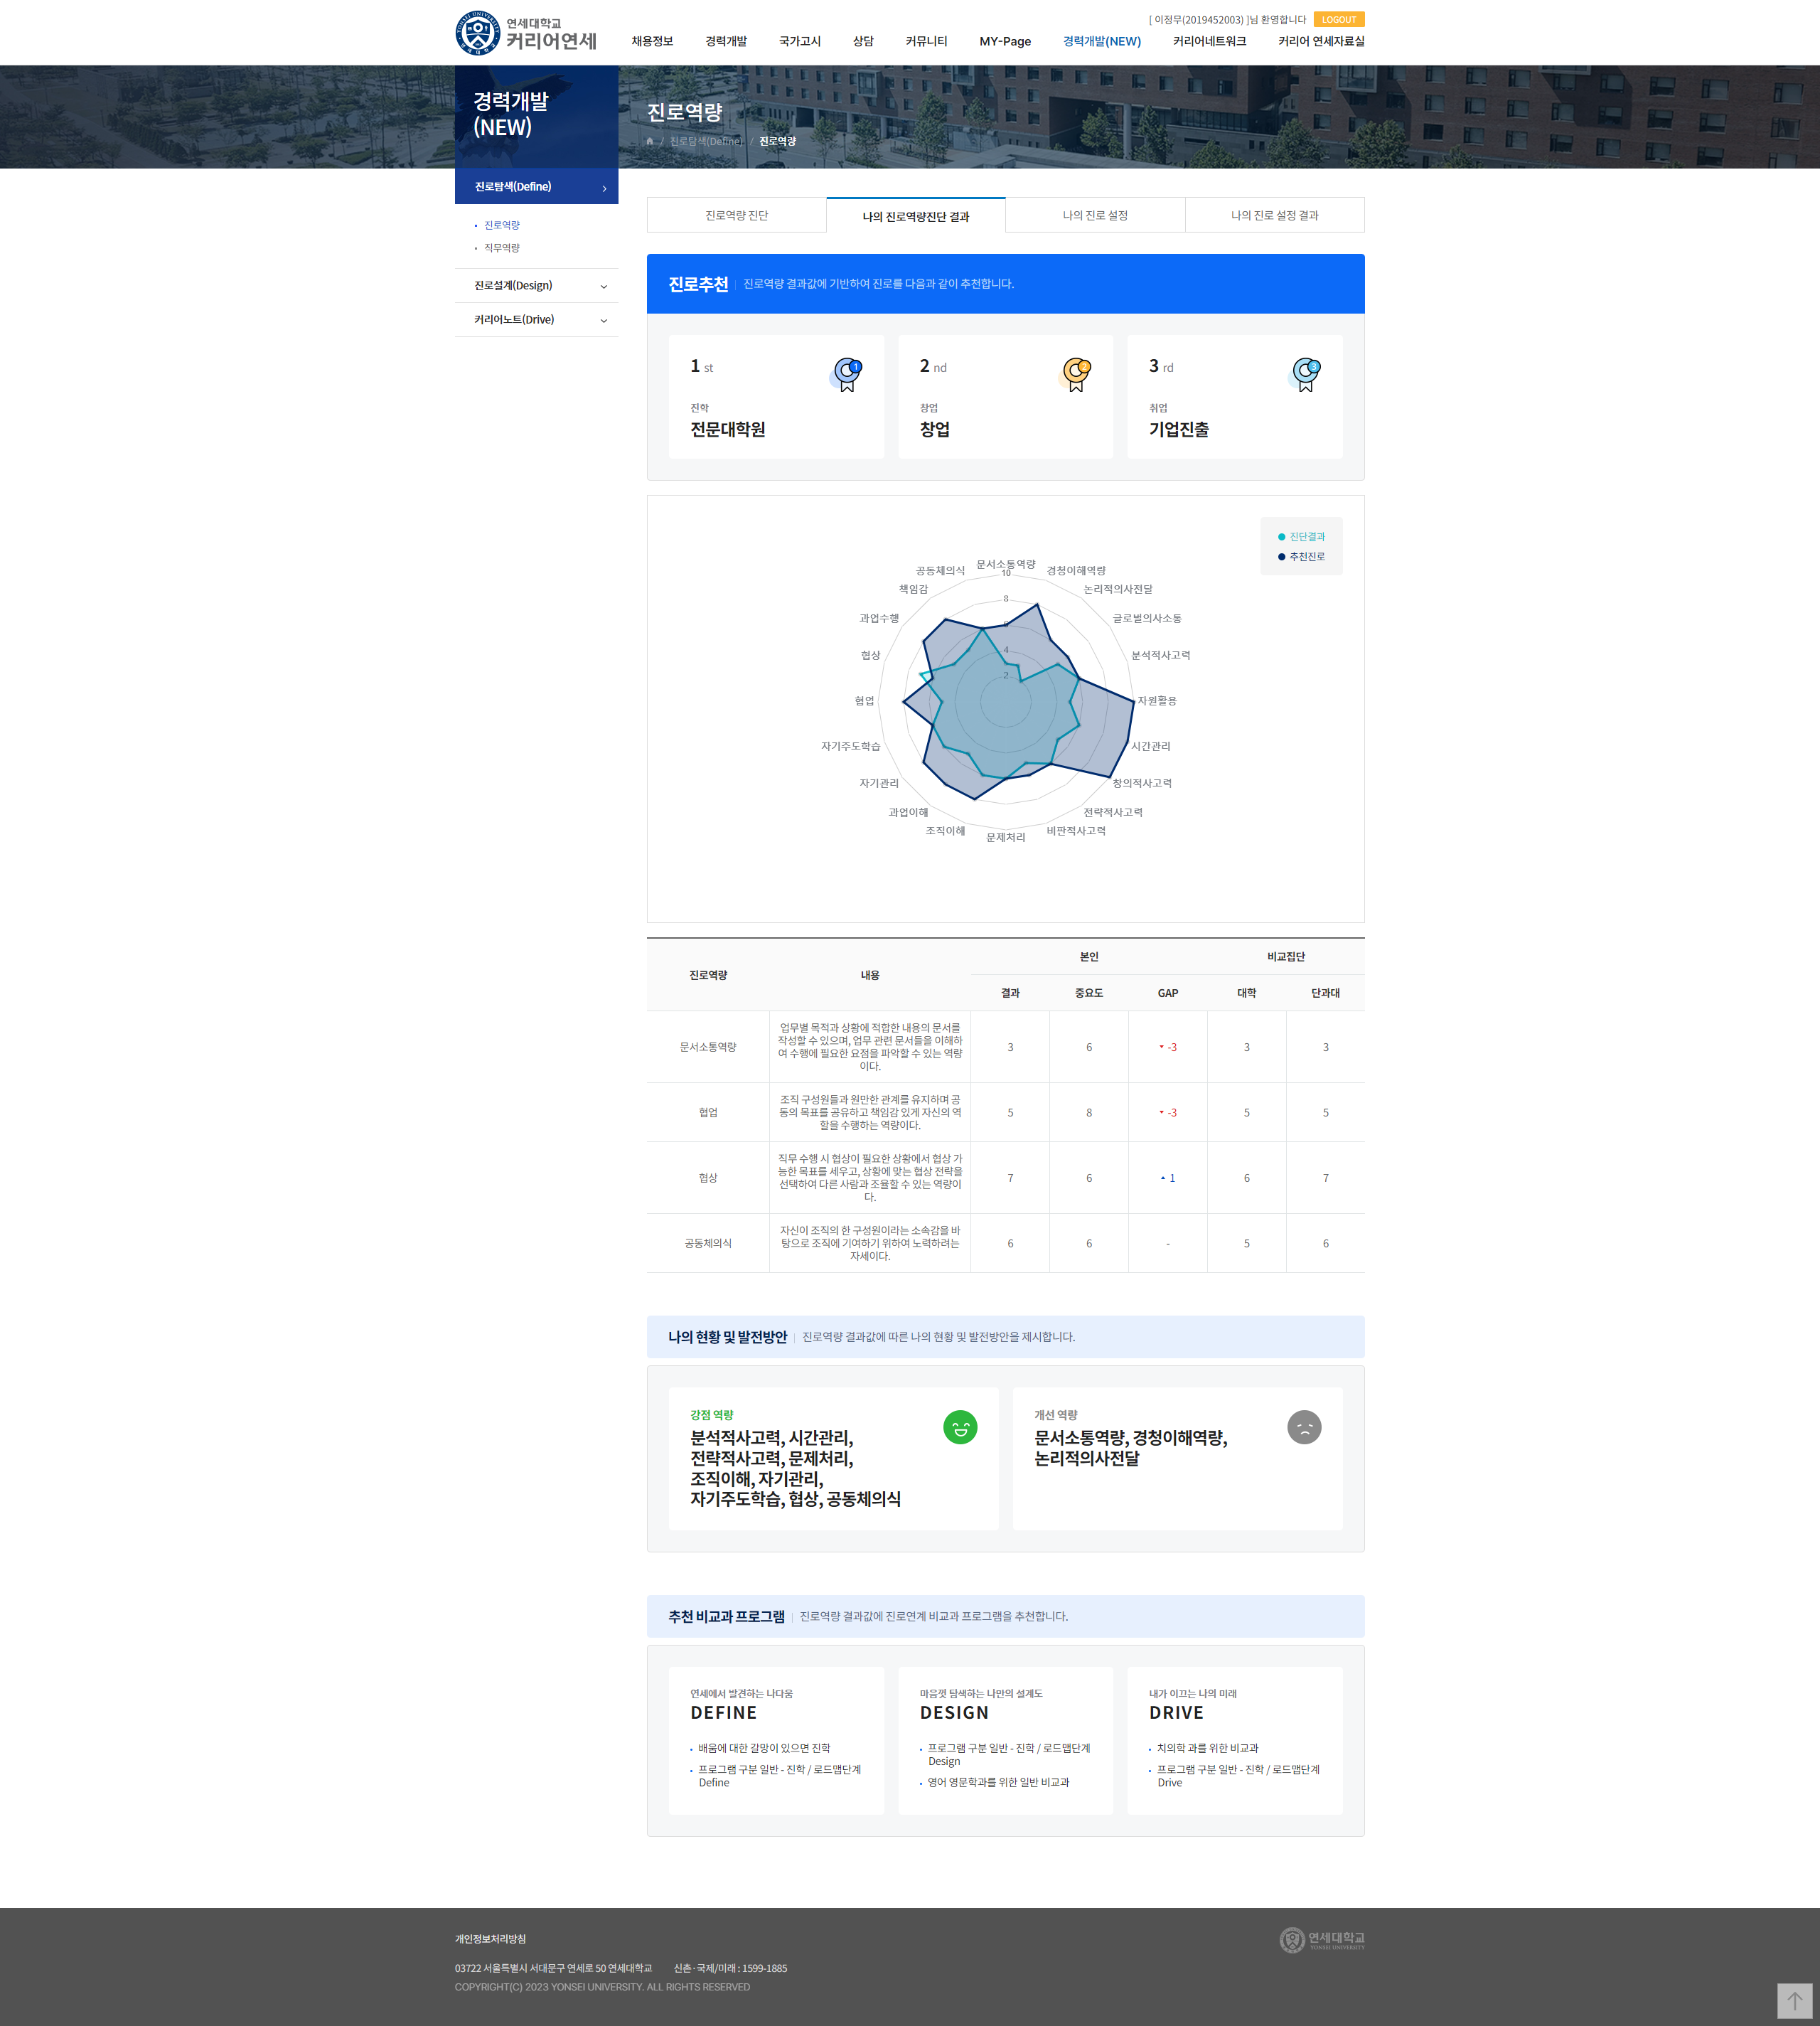 연세대학교
커리어연세
[ 이정무(2019452003) ]님 환영합니다
LOGOUT
채용정보
경력개발
국가고시
상담
커뮤니티
MY-Page
경력개발(NEW)
커리어네트워크
커리어 연세자료실
경력개발
(NEW)
진로역량
/ 진로탐색(Define) / 진로역량
진로탐색(Define)
진로역량
직무역량
진로설계(Design)
커리어노트(Drive)
진로역량 진단
나의 진로역량진단 결과
나의 진로 설정
나의 진로 설정 결과
진로추천
진로역량 결과값에 기반하여 진로를 다음과 같이 추천합니다.
1 st
1
진학
전문대학원
2 nd
2
창업
창업
3 rd
3
취업
기업진출
진단결과
추천진로
문서소통역량
경청이해역량
논리적의사전달
글로벌의사소통
분석적사고력
자원활용
시간관리
창의적사고력
전략적사고력
비판적사고력
문제처리
조직이해
과업이해
자기관리
자기주도학습
협업
협상
과업수행
책임감
공동체의식
10
8
6
4
2
진로역량
내용
본인
비교집단
결과
중요도
GAP
대학
단과대
문서소통역량
업무별 목적과 상황에 적합한 내용의 문서를
작성할 수 있으며, 업무 관련 문서들을 이해하
여 수행에 필요한 요점을 파악할 수 있는 역량
이다.
3
6
-3
3
3
협업
조직 구성원들과 원만한 관계를 유지하며 공
동의 목표를 공유하고 책임감 있게 자신의 역
할을 수행하는 역량이다.
5
8
-3
5
5
협상
직무 수행 시 협상이 필요한 상황에서 협상 가
능한 목표를 세우고, 상황에 맞는 협상 전략을
선택하여 다른 사람과 조율할 수 있는 역량이
다.
7
6
1
6
7
공동체의식
자신이 조직의 한 구성원이라는 소속감을 바
탕으로 조직에 기여하기 위하여 노력하려는
자세이다.
6
6
-
5
6
나의 현황 및 발전방안
진로역량 결과값에 따른 나의 현황 및 발전방안을 제시합니다.
강점 역량
분석적사고력, 시간관리,
전략적사고력, 문제처리,
조직이해, 자기관리,
자기주도학습, 협상, 공동체의식
개선 역량
문서소통역량, 경청이해역량,
논리적의사전달
추천 비교과 프로그램
진로역량 결과값에 진로연계 비교과 프로그램을 추천합니다.
연세에서 발견하는 나다움
DEFINE
배움에 대한 갈망이 있으면 진학
프로그램 구분 일반 - 진학 / 로드맵단계
Define
마음껏 탐색하는 나만의 설계도
DESIGN
프로그램 구분 일반 - 진학 / 로드맵단계
Design
영어 영문학과를 위한 일반 비교과
내가 이끄는 나의 미래
DRIVE
치의학 과를 위한 비교과
프로그램 구분 일반 - 진학 / 로드맵단계
Drive
개인정보처리방침
연세대학교
YONSEI UNIVERSITY
03722 서울특별시 서대문구 연세로 50 연세대학교
신촌·국제/미래 : 1599-1885
COPYRIGHT(C) 2023 YONSEI UNIVERSITY. ALL RIGHTS RESERVED